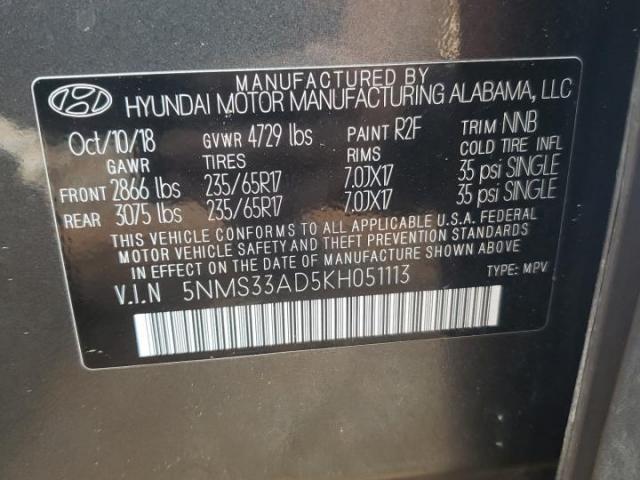 MANUFACTURED BY
HYUNDAI MOTOR MANUFACTURING ALABAMA, LLC
Oct/10/18 GVWR 4729 lbs PAINT R2F TRIM NNB
GAWR TIRES RIMS COLD TIRE INFL
FRONT 2866 lbs 235/65R17 7.0JX17 35 psi SINGLE
REAR 3075 lbs 235/65R17 7.0JX17 35 psi SINGLE
THIS VEHICLE CONFORMS TO ALL APPLICABLE U.S.A. FEDERAL
MOTOR VEHICLE SAFETY AND THEFT PREVENTION STANDARDS
IN EFFECT ON THE DATE OF MANUFACTURE SHOWN ABOVE.
V.I.N 5NMS33AD5KH051113 TYPE: MPV